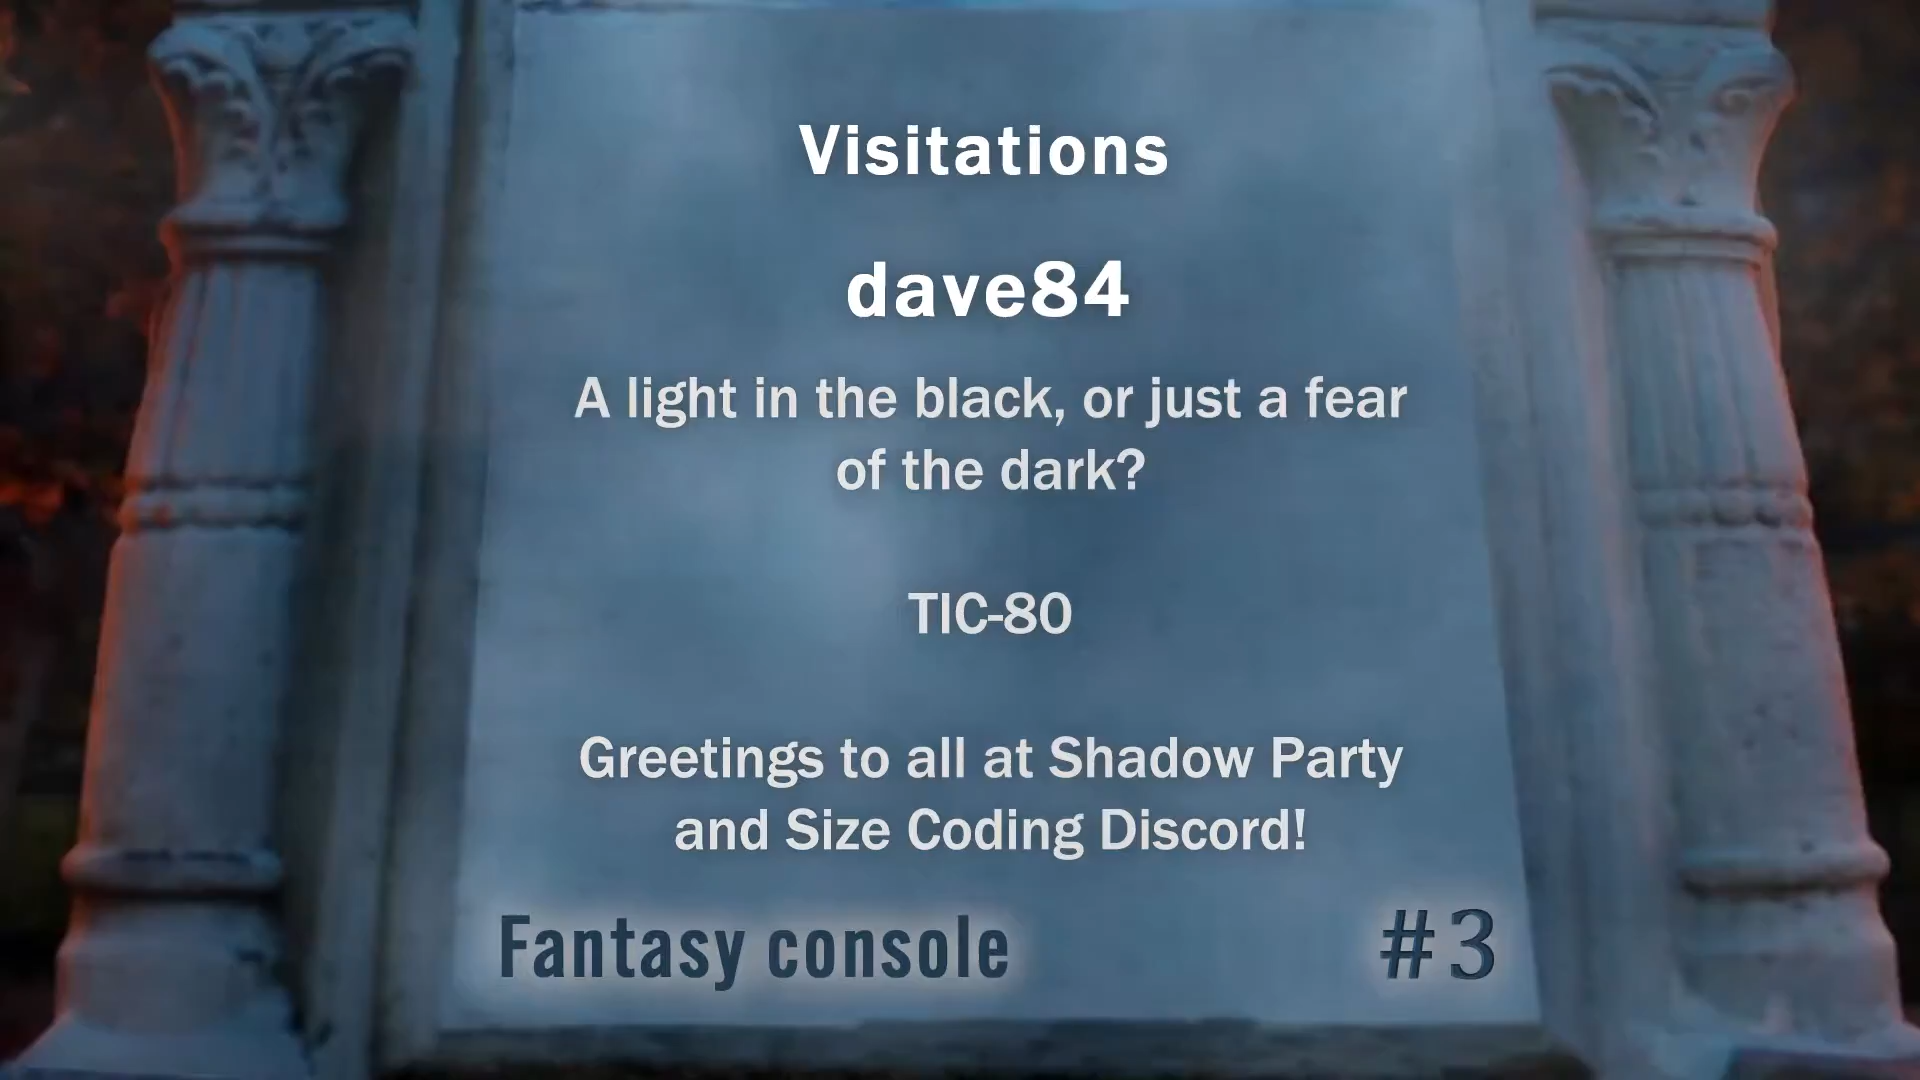 Visitations
dave84
A light in the black, or just a fear
of the dark?
TIC-80
Greetings to all at Shadow Party
and Size Coding Discord!
Fantasy console
#3